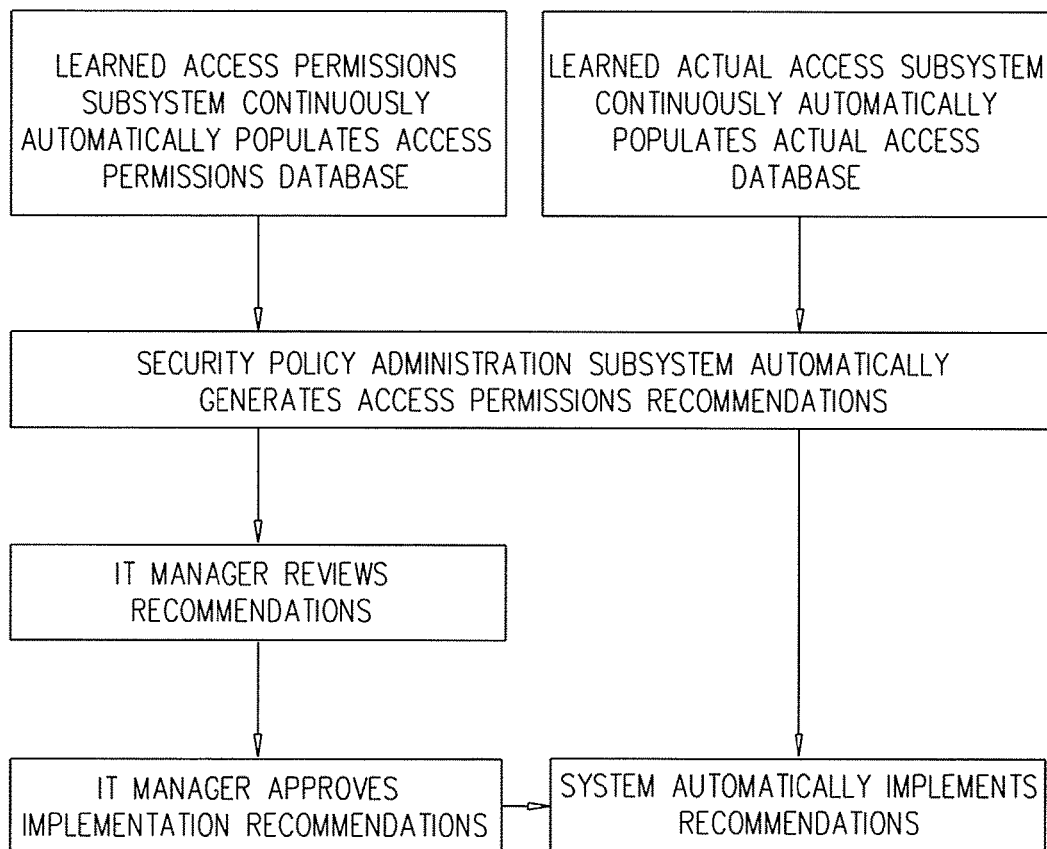 LEARNED ACCESS PERMISSIONS
SUBSYSTEM CONTINUOUSLY
AUTOMATICALLY POPULATES ACCESS
PERMISSIONS DATABASE
LEARNED ACTUAL ACCESS SUBSYSTEM
CONTINUOUSLY AUTOMATICALLY
POPULATES ACTUAL ACCESS
DATABASE
SECURITY POLICY ADMINISTRATION SUBSYSTEM AUTOMATICALLY
GENERATES ACCESS PERMISSIONS RECOMMENDATIONS
IT MANAGER REVIEWS
RECOMMENDATIONS
IT MANAGER APPROVES
IMPLEMENTATION RECOMMENDATIONS
SYSTEM AUTOMATICALLY IMPLEMENTS
RECOMMENDATIONS